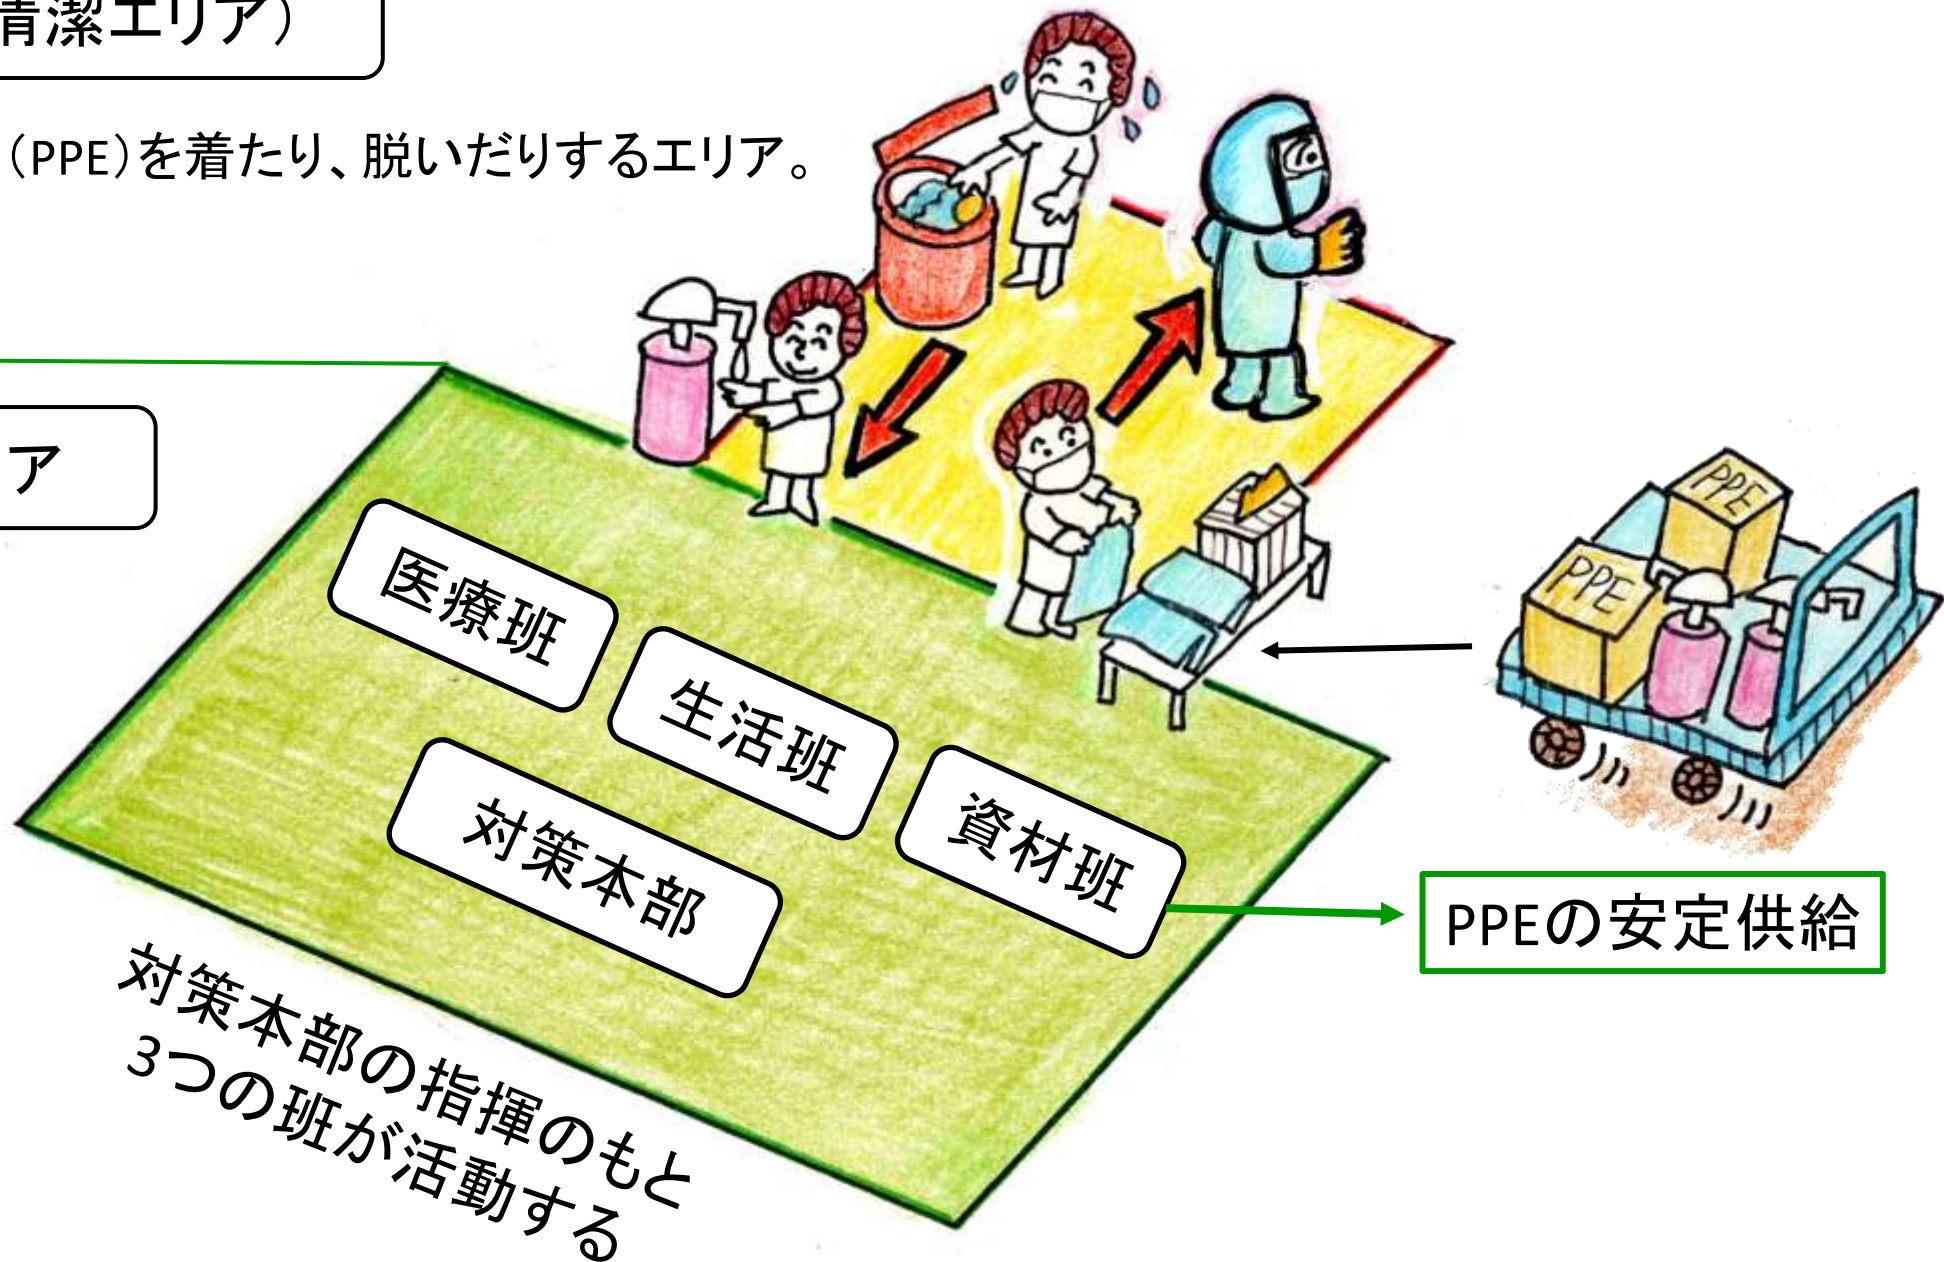 清潔エリア）
（PPE）を着たり、脱いだりするエリア。
ア
医療班
生活班
資材班
対策本部
PPE
PPE
PPEの安定供給
対策本部の指揮のもと
3つの班が活動する